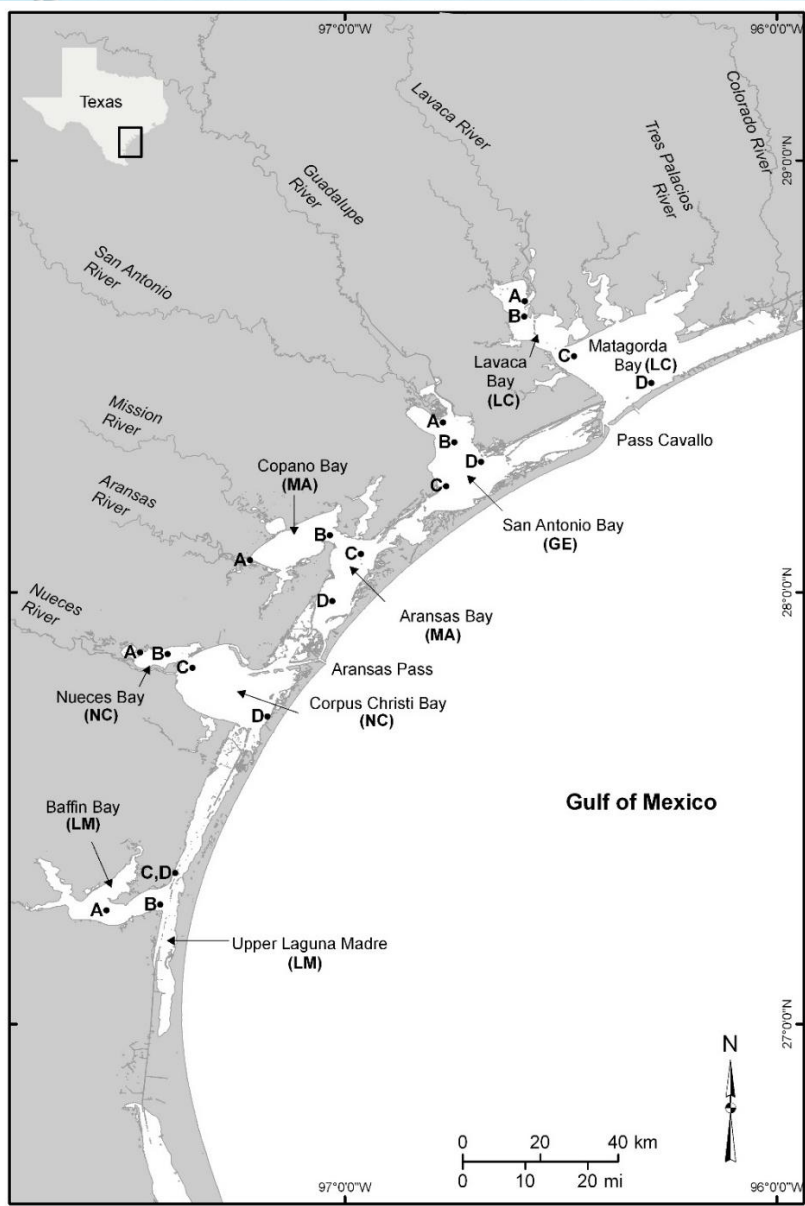 97°0'0"W
96°0'0"W
Texas
Lavaca River
Colorado River
Tres Palacios
River
Guadalupe
River
29°0'0"N
San Antonio
River
A
B
C
Matagorda
Bay (LC)
D
Lavaca
Bay
(LC)
Mission
River
A
B
D
C
Pass Cavallo
Copano Bay
(MA)
Aransas
River
San Antonio Bay
(GE)
B
C
A
28°0'0"N
Nueces
River
D
Aransas Bay
(MA)
A
B
C
Aransas Pass
Nueces Bay
(NC)
Corpus Christi Bay
(NC)
D
Gulf of Mexico
Baffin Bay
(LM)
C,D
A
B
Upper Laguna Madre
(LM)
27°0'0"N
N
0 20 40 km
0 10 20 mi
97°0'0"W
96°0'0"W